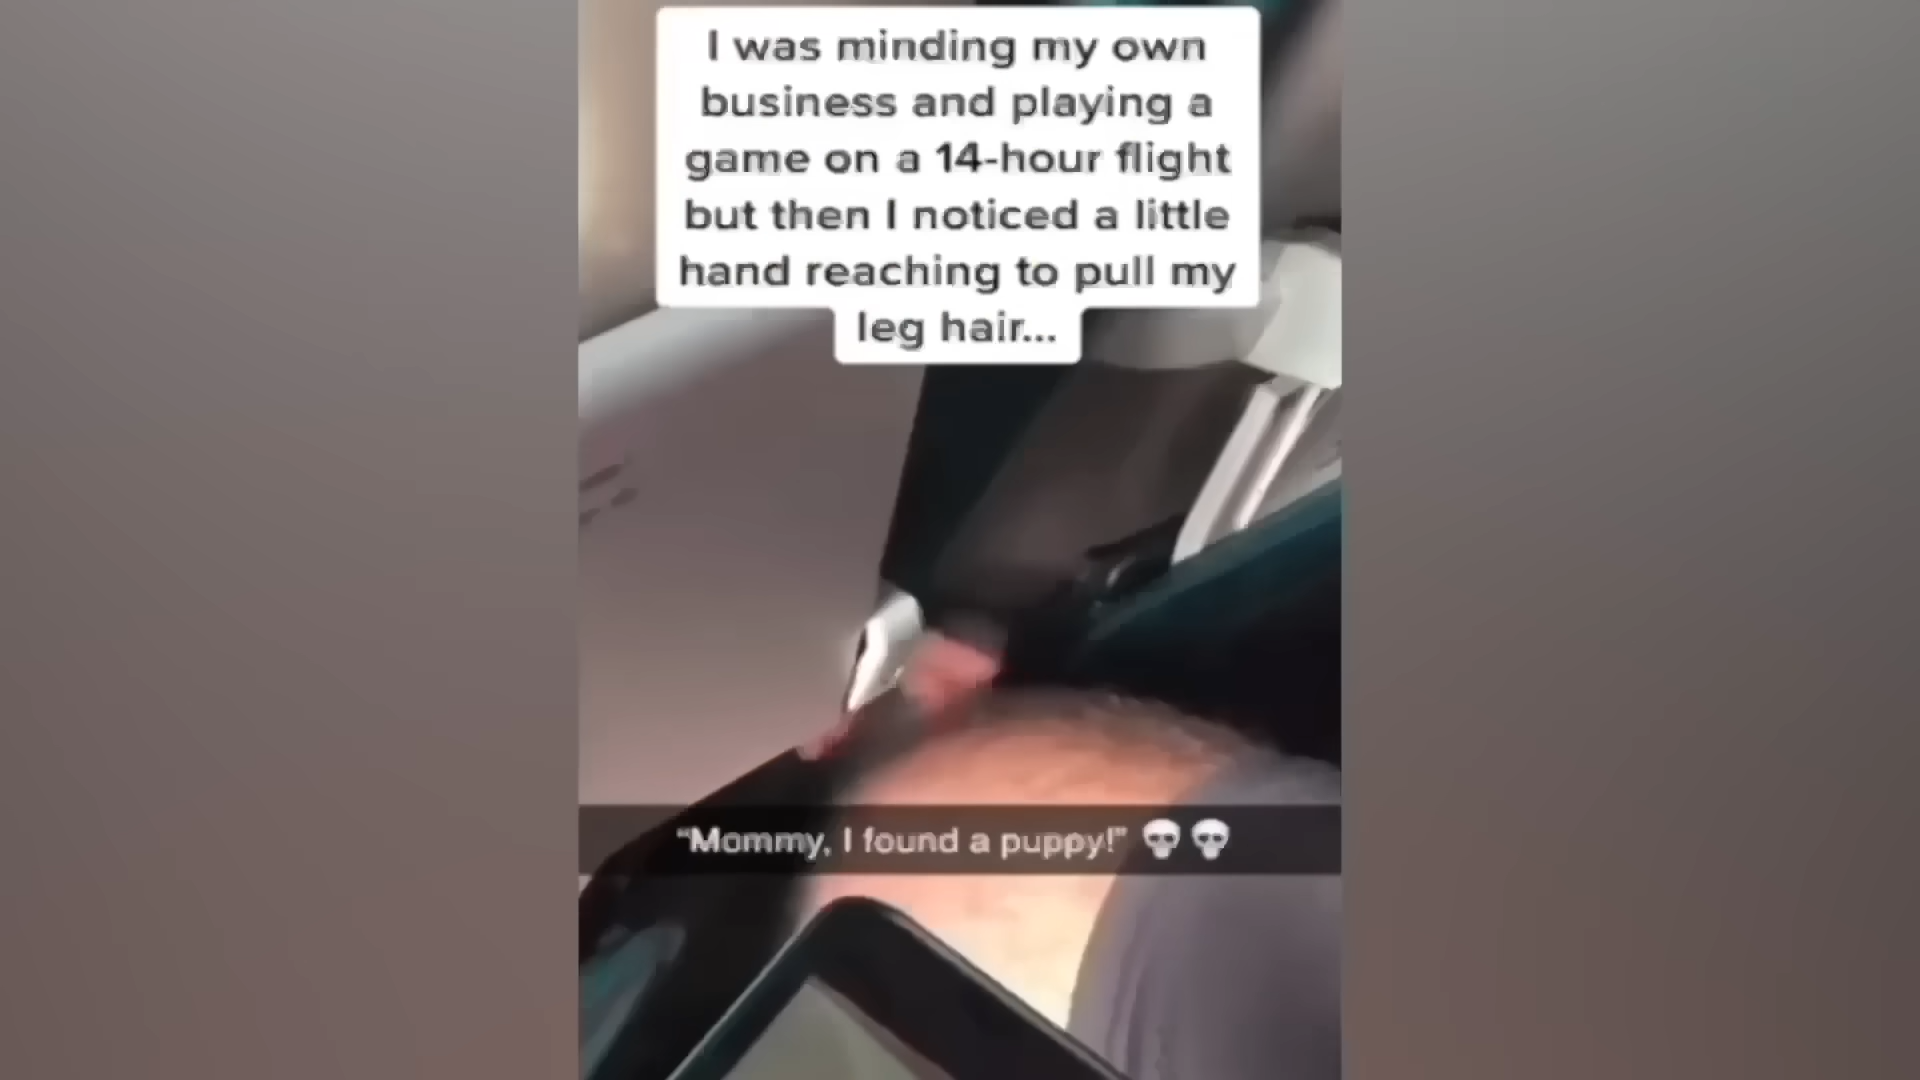 I was minding my own
business and playing a
game on a 14-hour flight
but then I noticed a little
hand reaching to pull my
leg hair...
“Mommy, I found a puppy!” 💀💀